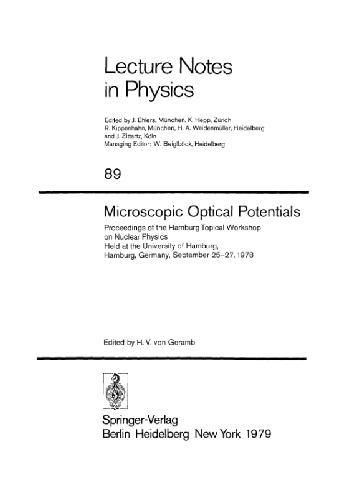 Lecture Notes
in Physics
Edited by J. Ehlers, München, K. Hepp, Zürich
R. Kippenhahn, München, H. A. Weidenmüller, Heidelberg
and J. Zittartz, Köln
Managing Editor: W. Beiglböck, Heidelberg
89
Microscopic Optical Potentials
Proceedings of the Hamburg Topical Workshop
on Nuclear Physics
Held at the University of Hamburg,
Hamburg, Germany, September 25–27, 1978
Edited by H. V. von Geramb
Springer-Verlag
Berlin Heidelberg New York 1979